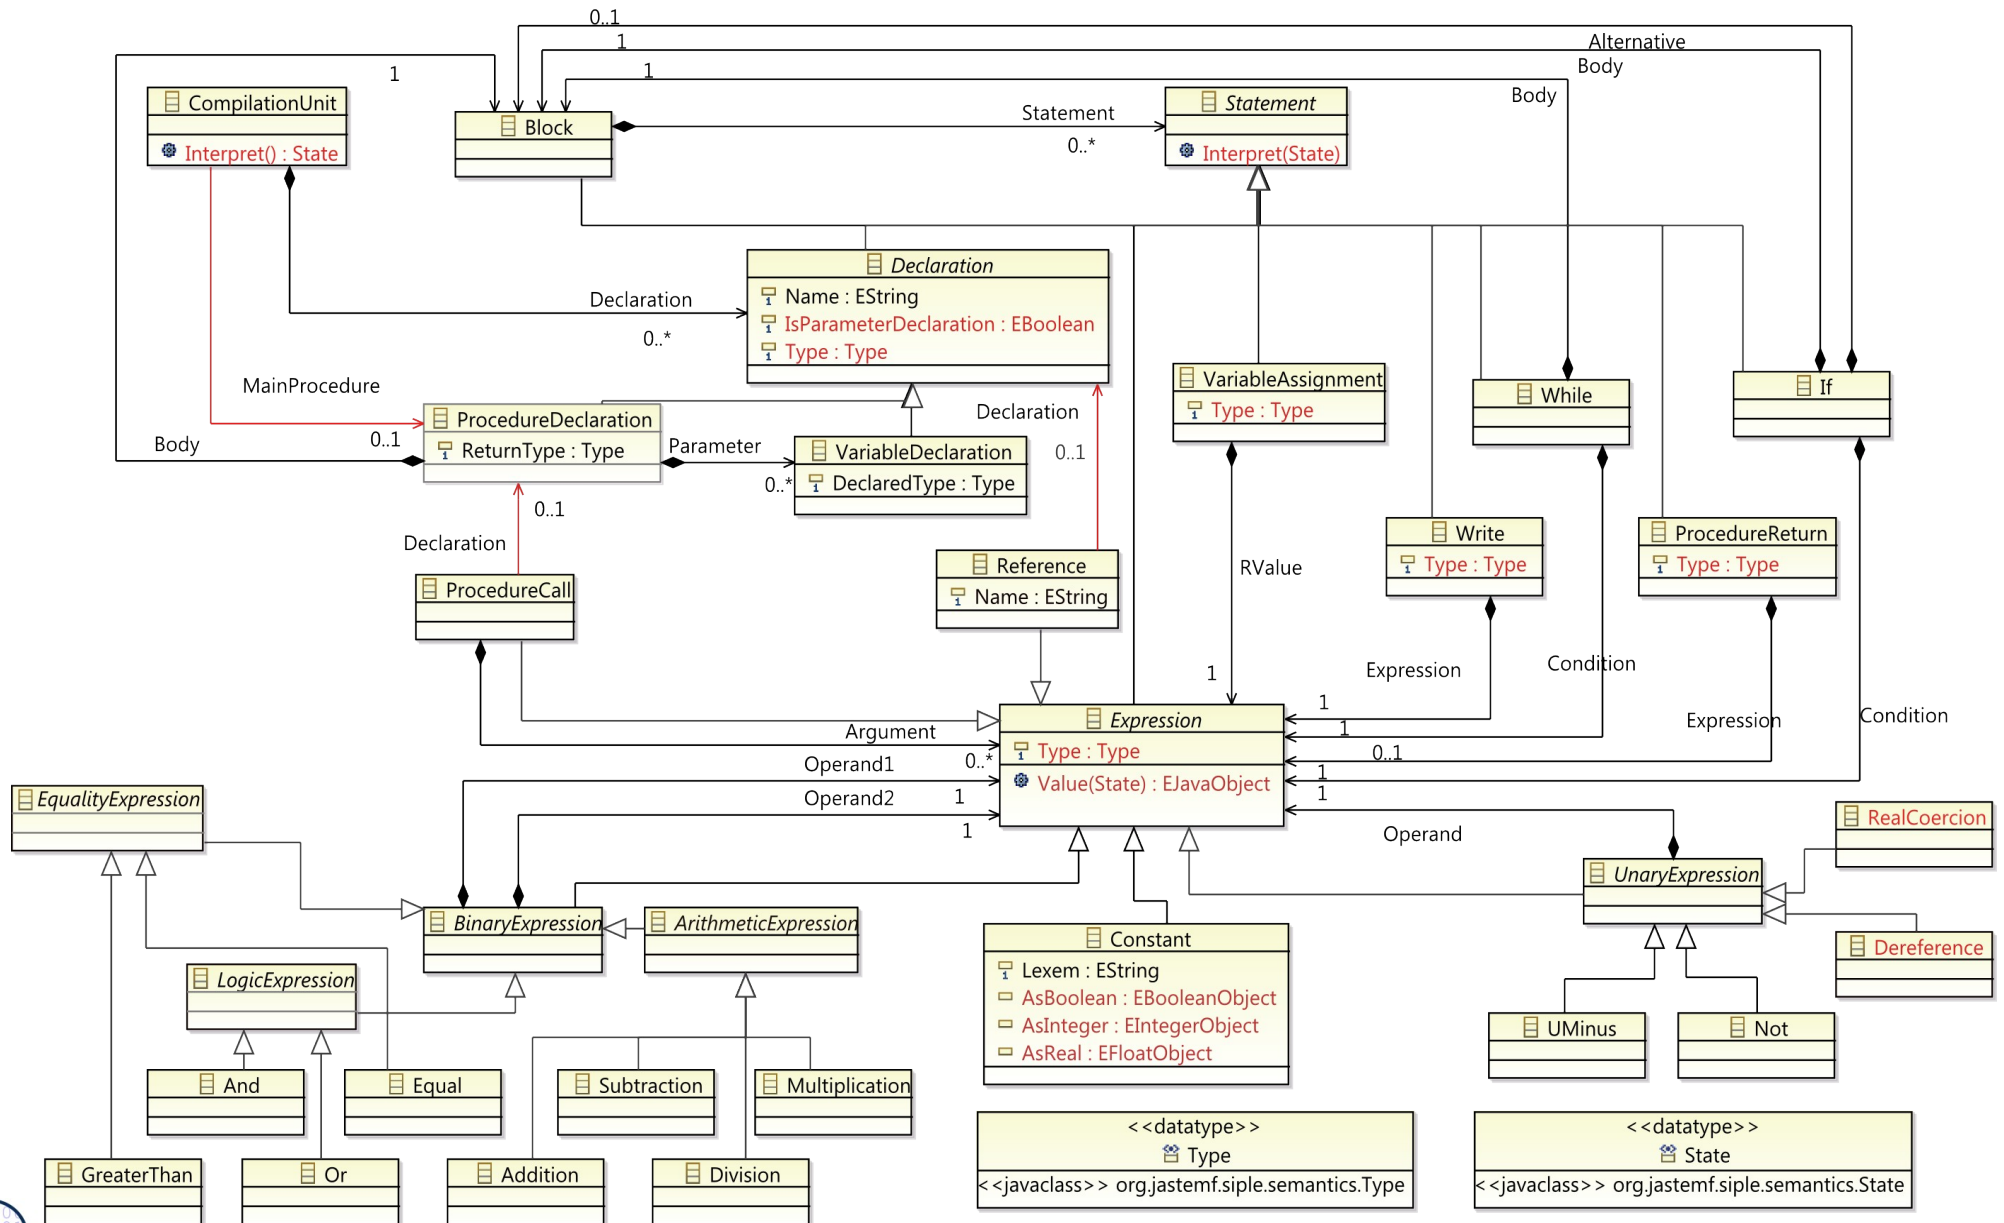 0..1
1
Alternative
1
Body
1
Body
CompilationUnit
Interpret() : State
Block
Statement
0..*
Statement
Interpret(State)
Declaration
Name : EString
IsParameterDeclaration : EBoolean
Type : Type
Declaration
0..*
MainProcedure
0..1
Body
ProcedureDeclaration
ReturnType : Type
Parameter
0..*
VariableDeclaration
DeclaredType : Type
Declaration
0..1
VariableAssignment
Type : Type
While
If
0..1
Declaration
ProcedureCall
Reference
Name : EString
RValue
1
Write
Type : Type
ProcedureReturn
Type : Type
Expression
Condition
Expression
Condition
1
1
0..1
1
1
Expression
Type : Type
Value(State) : EJavaObject
Argument
0..*
Operand1
1
Operand2
1
Operand
EqualityExpression
BinaryExpression
ArithmeticExpression
LogicExpression
UnaryExpression
RealCoercion
Dereference
Constant
Lexem : EString
AsBoolean : EBooleanObject
AsInteger : EIntegerObject
AsReal : EFloatObject
UMinus
Not
And
Equal
Subtraction
Multiplication
GreaterThan
Or
Addition
Division
<<datatype>>
Type
<<javaclass>> org.jastemf.siple.semantics.Type
<<datatype>>
State
<<javaclass>> org.jastemf.siple.semantics.State